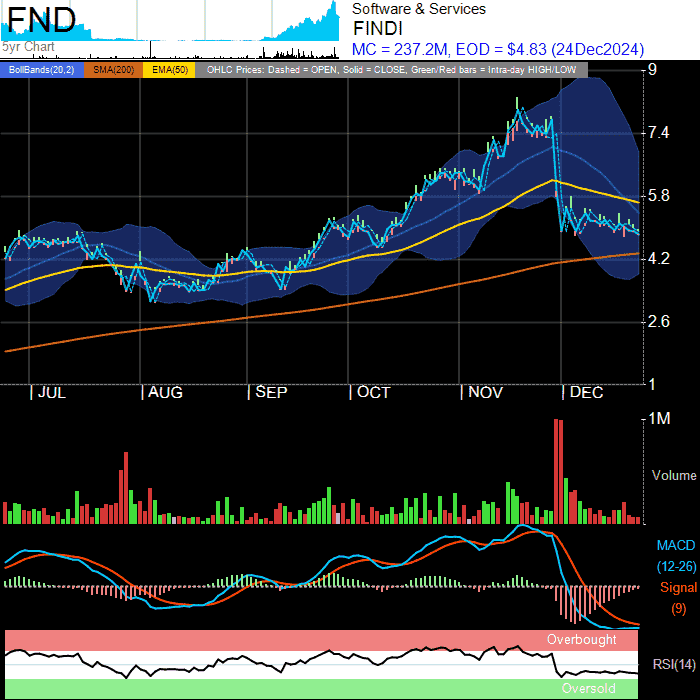 FND
5yr Chart
Software & Services
FINDI
MC = 237.2M, EOD = $4.83 (24Dec2024)
BollBands(20,2) SMA(200) EMA(50) OHLC Prices: Dashed = OPEN, Solid = CLOSE, Green/Red bars = Intra-day HIGH/LOW
9
7.4
5.8
4.2
2.6
1
| JUL | AUG | SEP | OCT | NOV | DEC
1M
Volume
MACD
(12-26)
Signal
(9)
Overbought
RSI(14)
Oversold